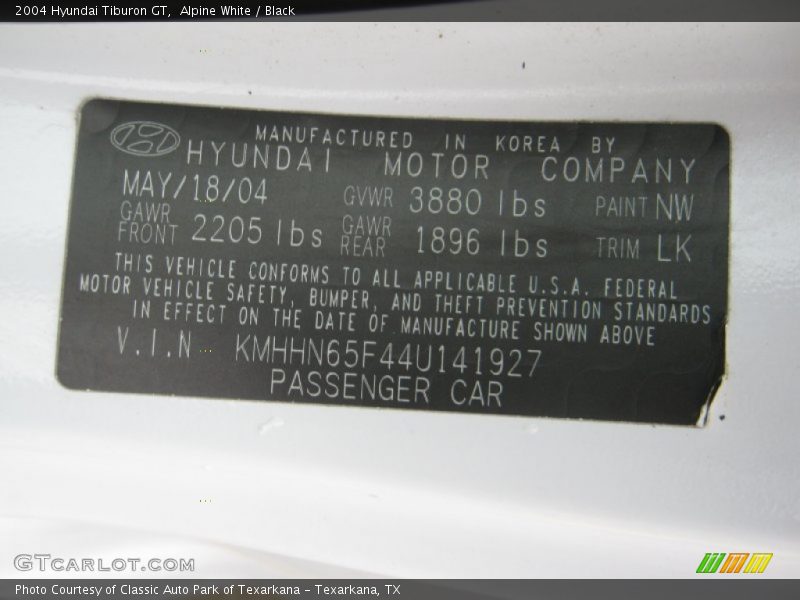 2004 Hyundai Tiburon GT, Alpine White / Black
MANUFACTURED IN KOREA BY
HYUNDAI MOTOR COMPANY
MAY/18/04 GVWR 3880 lbs PAINT NW
GAWR FRONT 2205 lbs GAWR REAR 1896 lbs TRIM LK
THIS VEHICLE CONFORMS TO ALL APPLICABLE U.S.A. FEDERAL
MOTOR VEHICLE SAFETY, BUMPER, AND THEFT PREVENTION STANDARDS
IN EFFECT ON THE DATE OF MANUFACTURE SHOWN ABOVE
V.I.N KMHHN65F44U141927
PASSENGER CAR
GTCARLOT.COM
Photo Courtesy of Classic Auto Park of Texarkana - Texarkana, TX